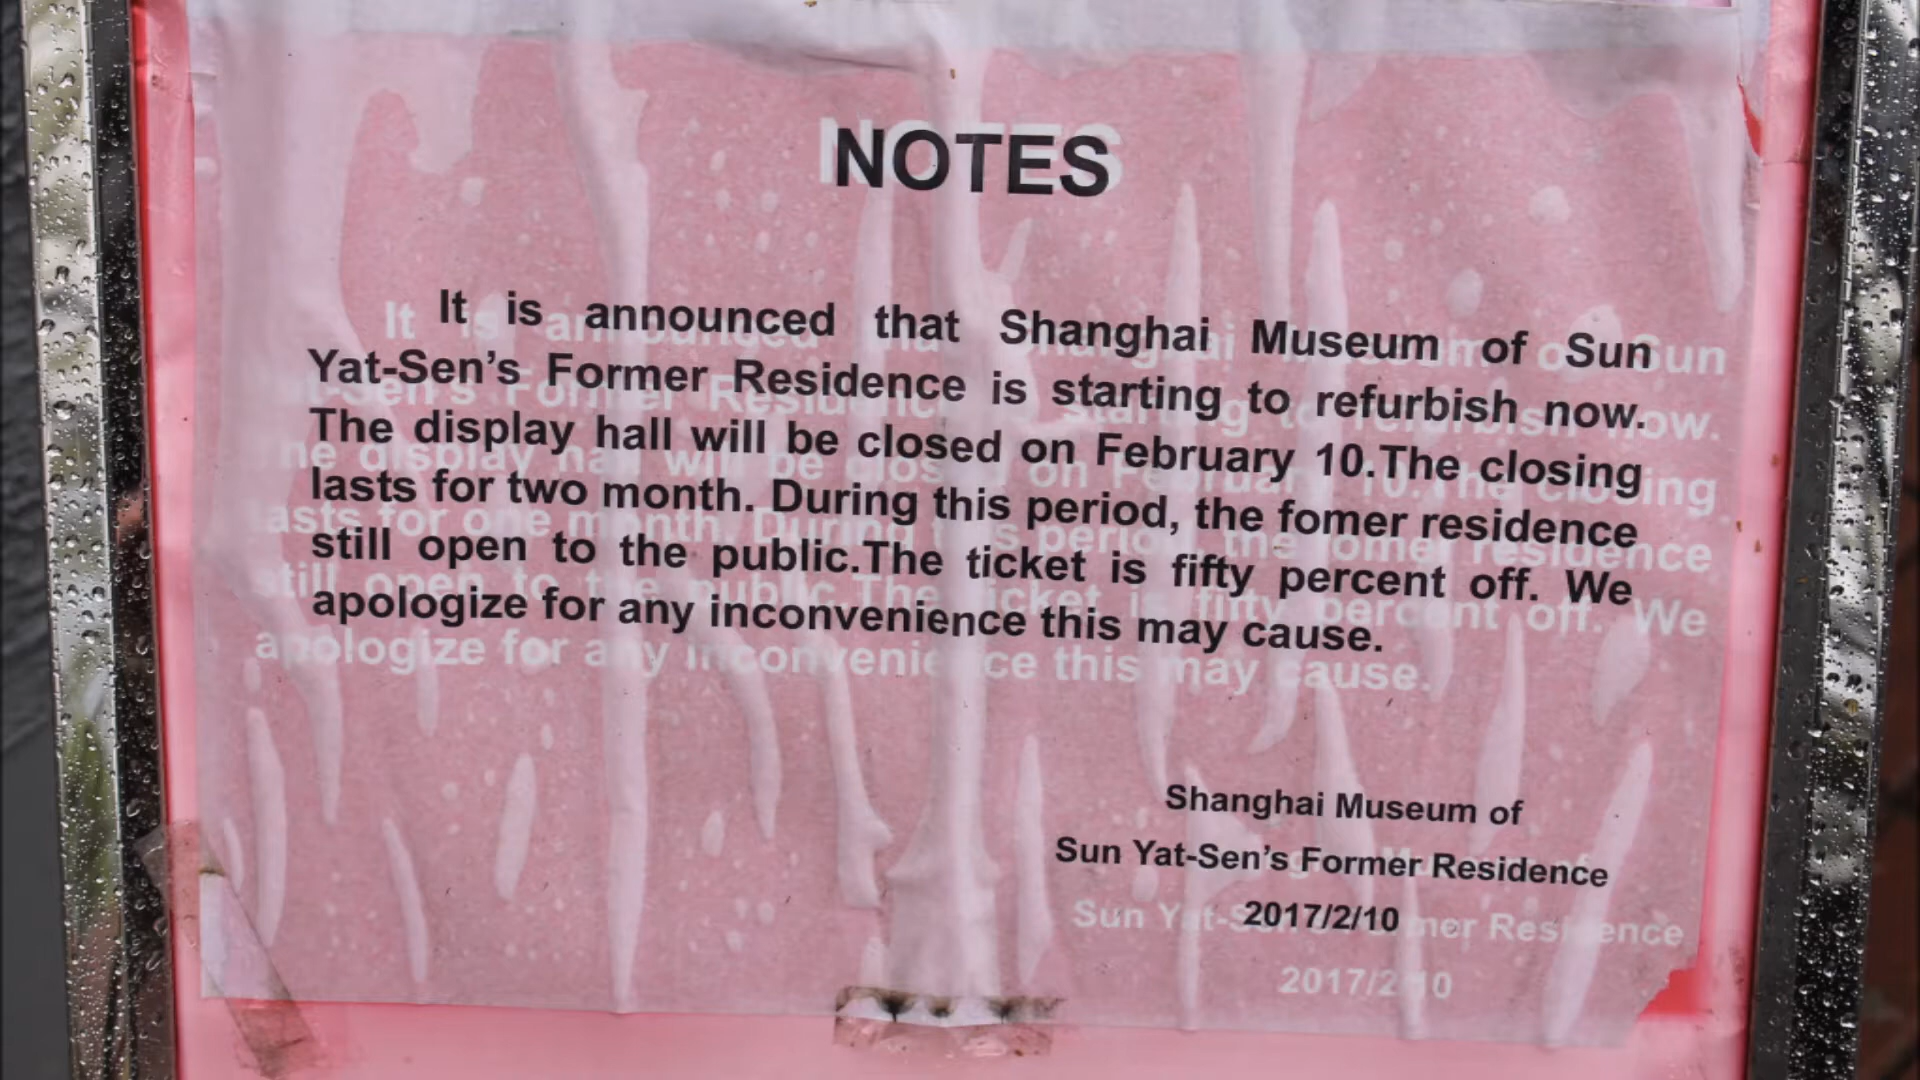 NOTES
It is announced that Shanghai Museum of Sun
Yat-Sen’s Former Residence is starting to refurbish now.
The display hall will be closed on February 10.The closing
lasts for two month. During this period, the fomer residence
still open to the public.The ticket is fifty percent off. We
apologize for any inconvenience this may cause.
Shanghai Museum of
Sun Yat-Sen’s Former Residence
2017/2/10